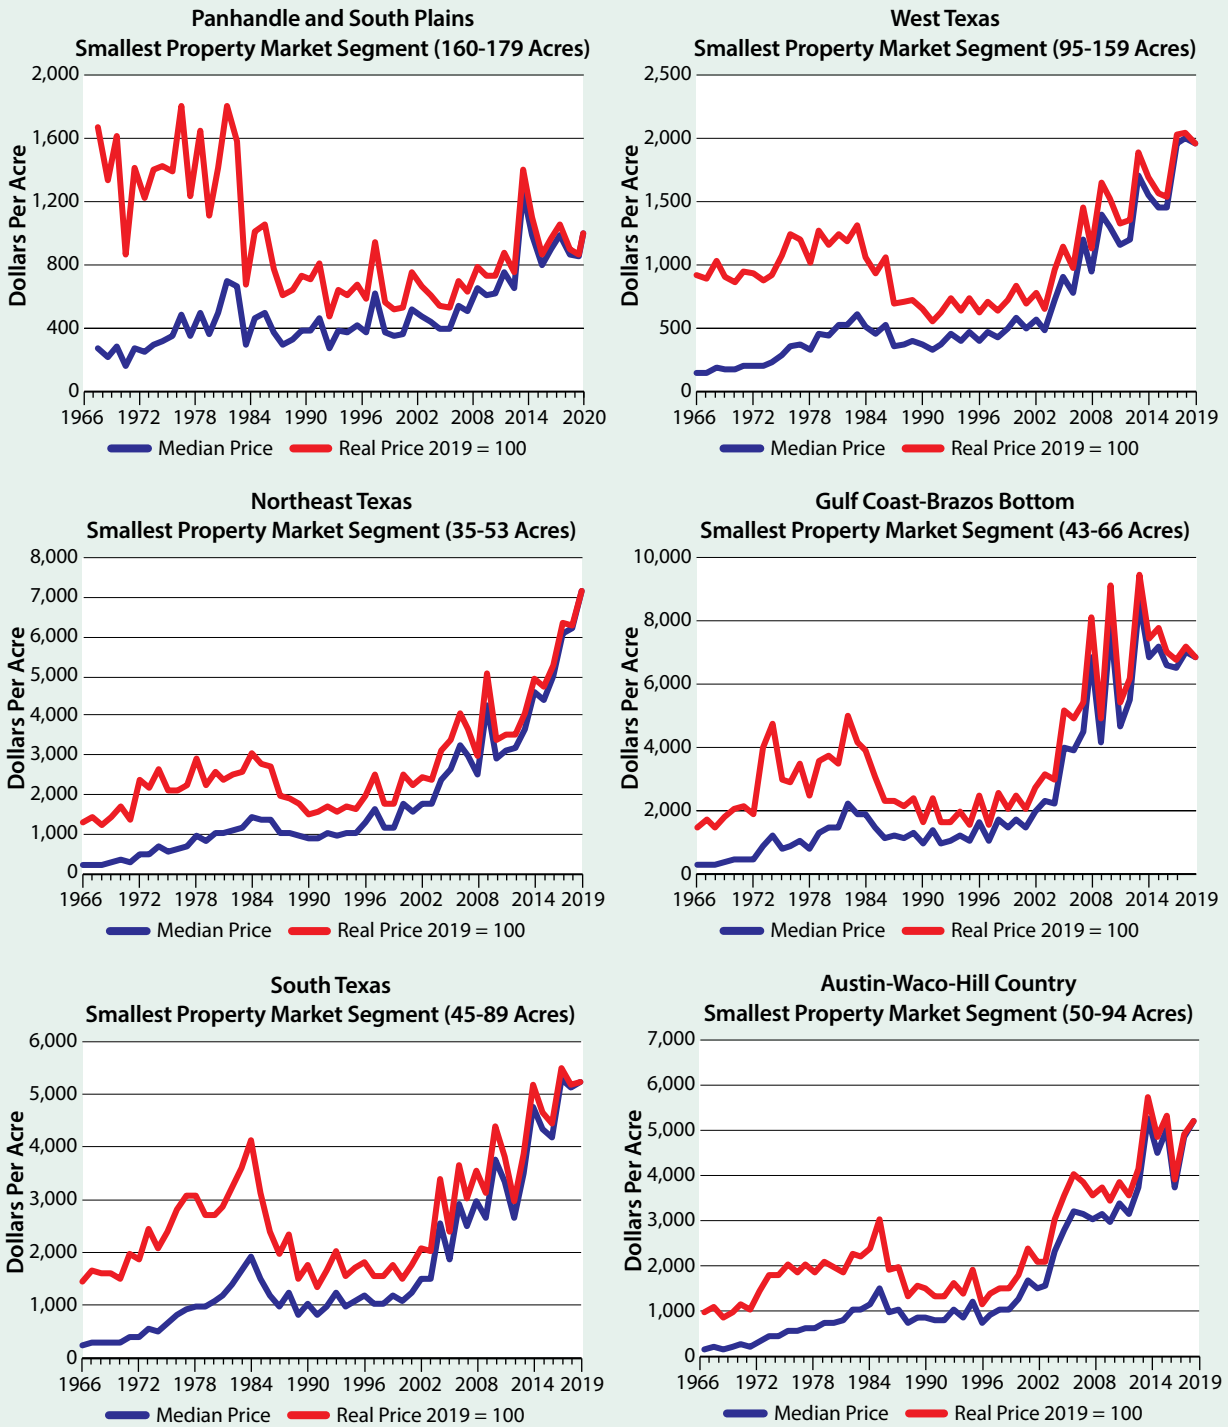 Panhandle and South Plains
Smallest Property Market Segment (160-179 Acres)
Dollars Per Acre
2,000
1,600
1,200
800
400
0
1966 1972 1978 1984 1990 1996 2002 2008 2014 2020
Median Price Real Price 2019 = 100
West Texas
Smallest Property Market Segment (95-159 Acres)
Dollars Per Acre
2,500
2,000
1,500
1,000
500
0
1966 1972 1978 1984 1990 1996 2002 2008 2014 2019
Median Price Real Price 2019 = 100
Northeast Texas
Smallest Property Market Segment (35-53 Acres)
Dollars Per Acre
8,000
7,000
6,000
5,000
4,000
3,000
2,000
1,000
0
1966 1972 1978 1984 1990 1996 2002 2008 2014 2019
Median Price Real Price 2019 = 100
Gulf Coast-Brazos Bottom
Smallest Property Market Segment (43-66 Acres)
Dollars Per Acre
10,000
8,000
6,000
4,000
2,000
0
1966 1972 1978 1984 1990 1996 2002 2008 2014 2019
Median Price Real Price 2019 = 100
South Texas
Smallest Property Market Segment (45-89 Acres)
Dollars Per Acre
6,000
5,000
4,000
3,000
2,000
1,000
0
1966 1972 1978 1984 1990 1996 2002 2008 2014 2019
Median Price Real Price 2019 = 100
Austin-Waco-Hill Country
Smallest Property Market Segment (50-94 Acres)
Dollars Per Acre
7,000
6,000
5,000
4,000
3,000
2,000
1,000
0
1966 1972 1978 1984 1990 1996 2002 2008 2014 2019
Median Price Real Price 2019 = 100